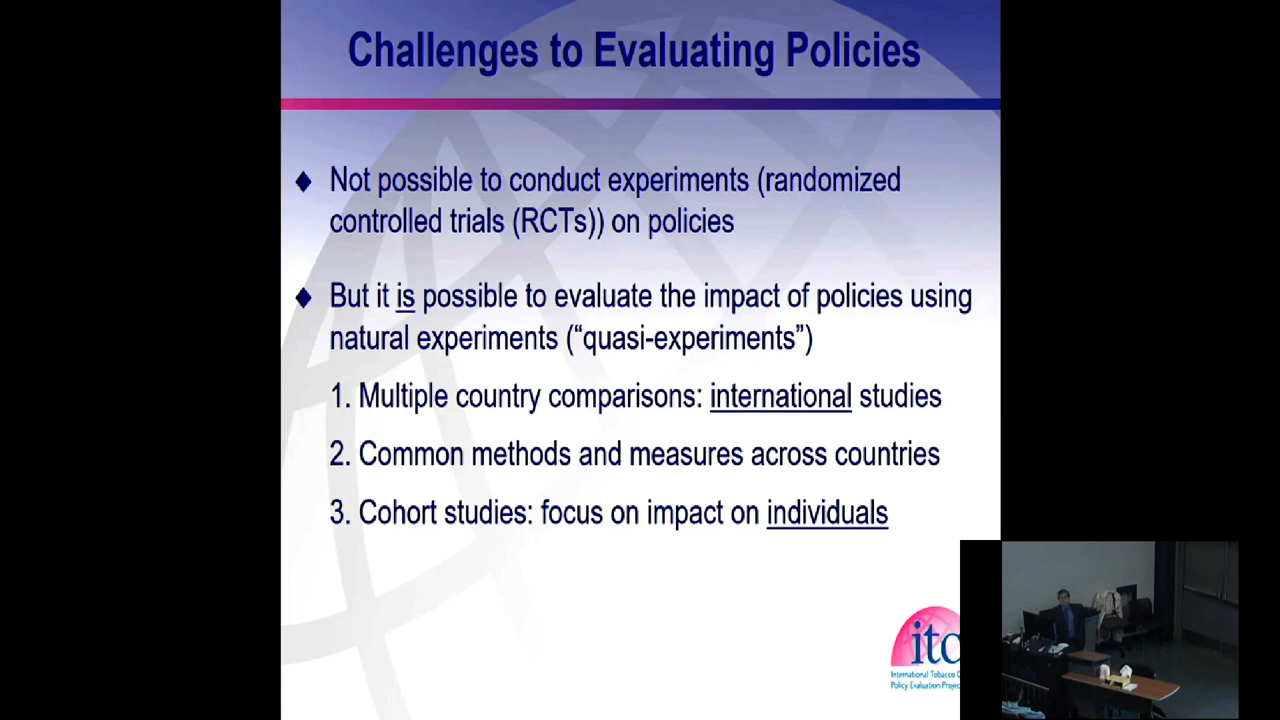 Challenges to Evaluating Policies
♦ Not possible to conduct experiments (randomized
controlled trials (RCTs)) on policies
♦ But it is possible to evaluate the impact of policies using
natural experiments (“quasi-experiments”)
1. Multiple country comparisons: international studies
2. Common methods and measures across countries
3. Cohort studies: focus on impact on individuals
itc
International Tobacco
Policy Evaluation